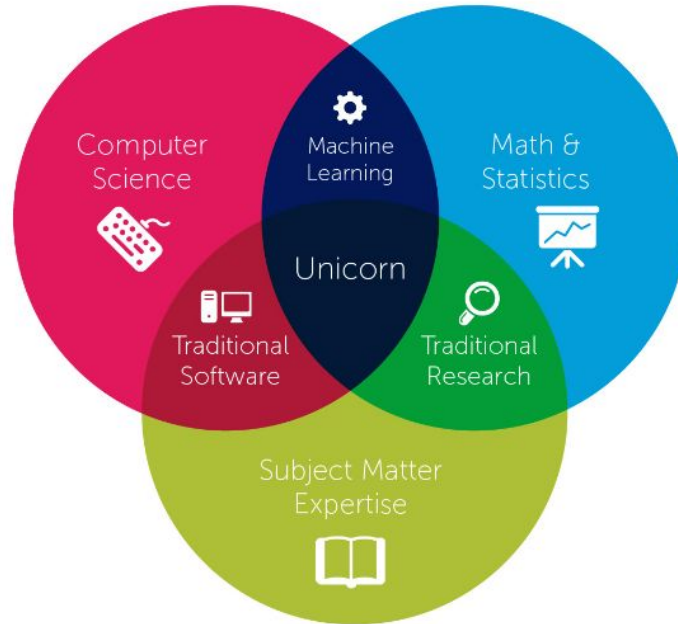 Computer
Science
Machine
Learning
Math &
Statistics
Unicorn
Traditional
Software
Traditional
Research
Subject Matter
Expertise